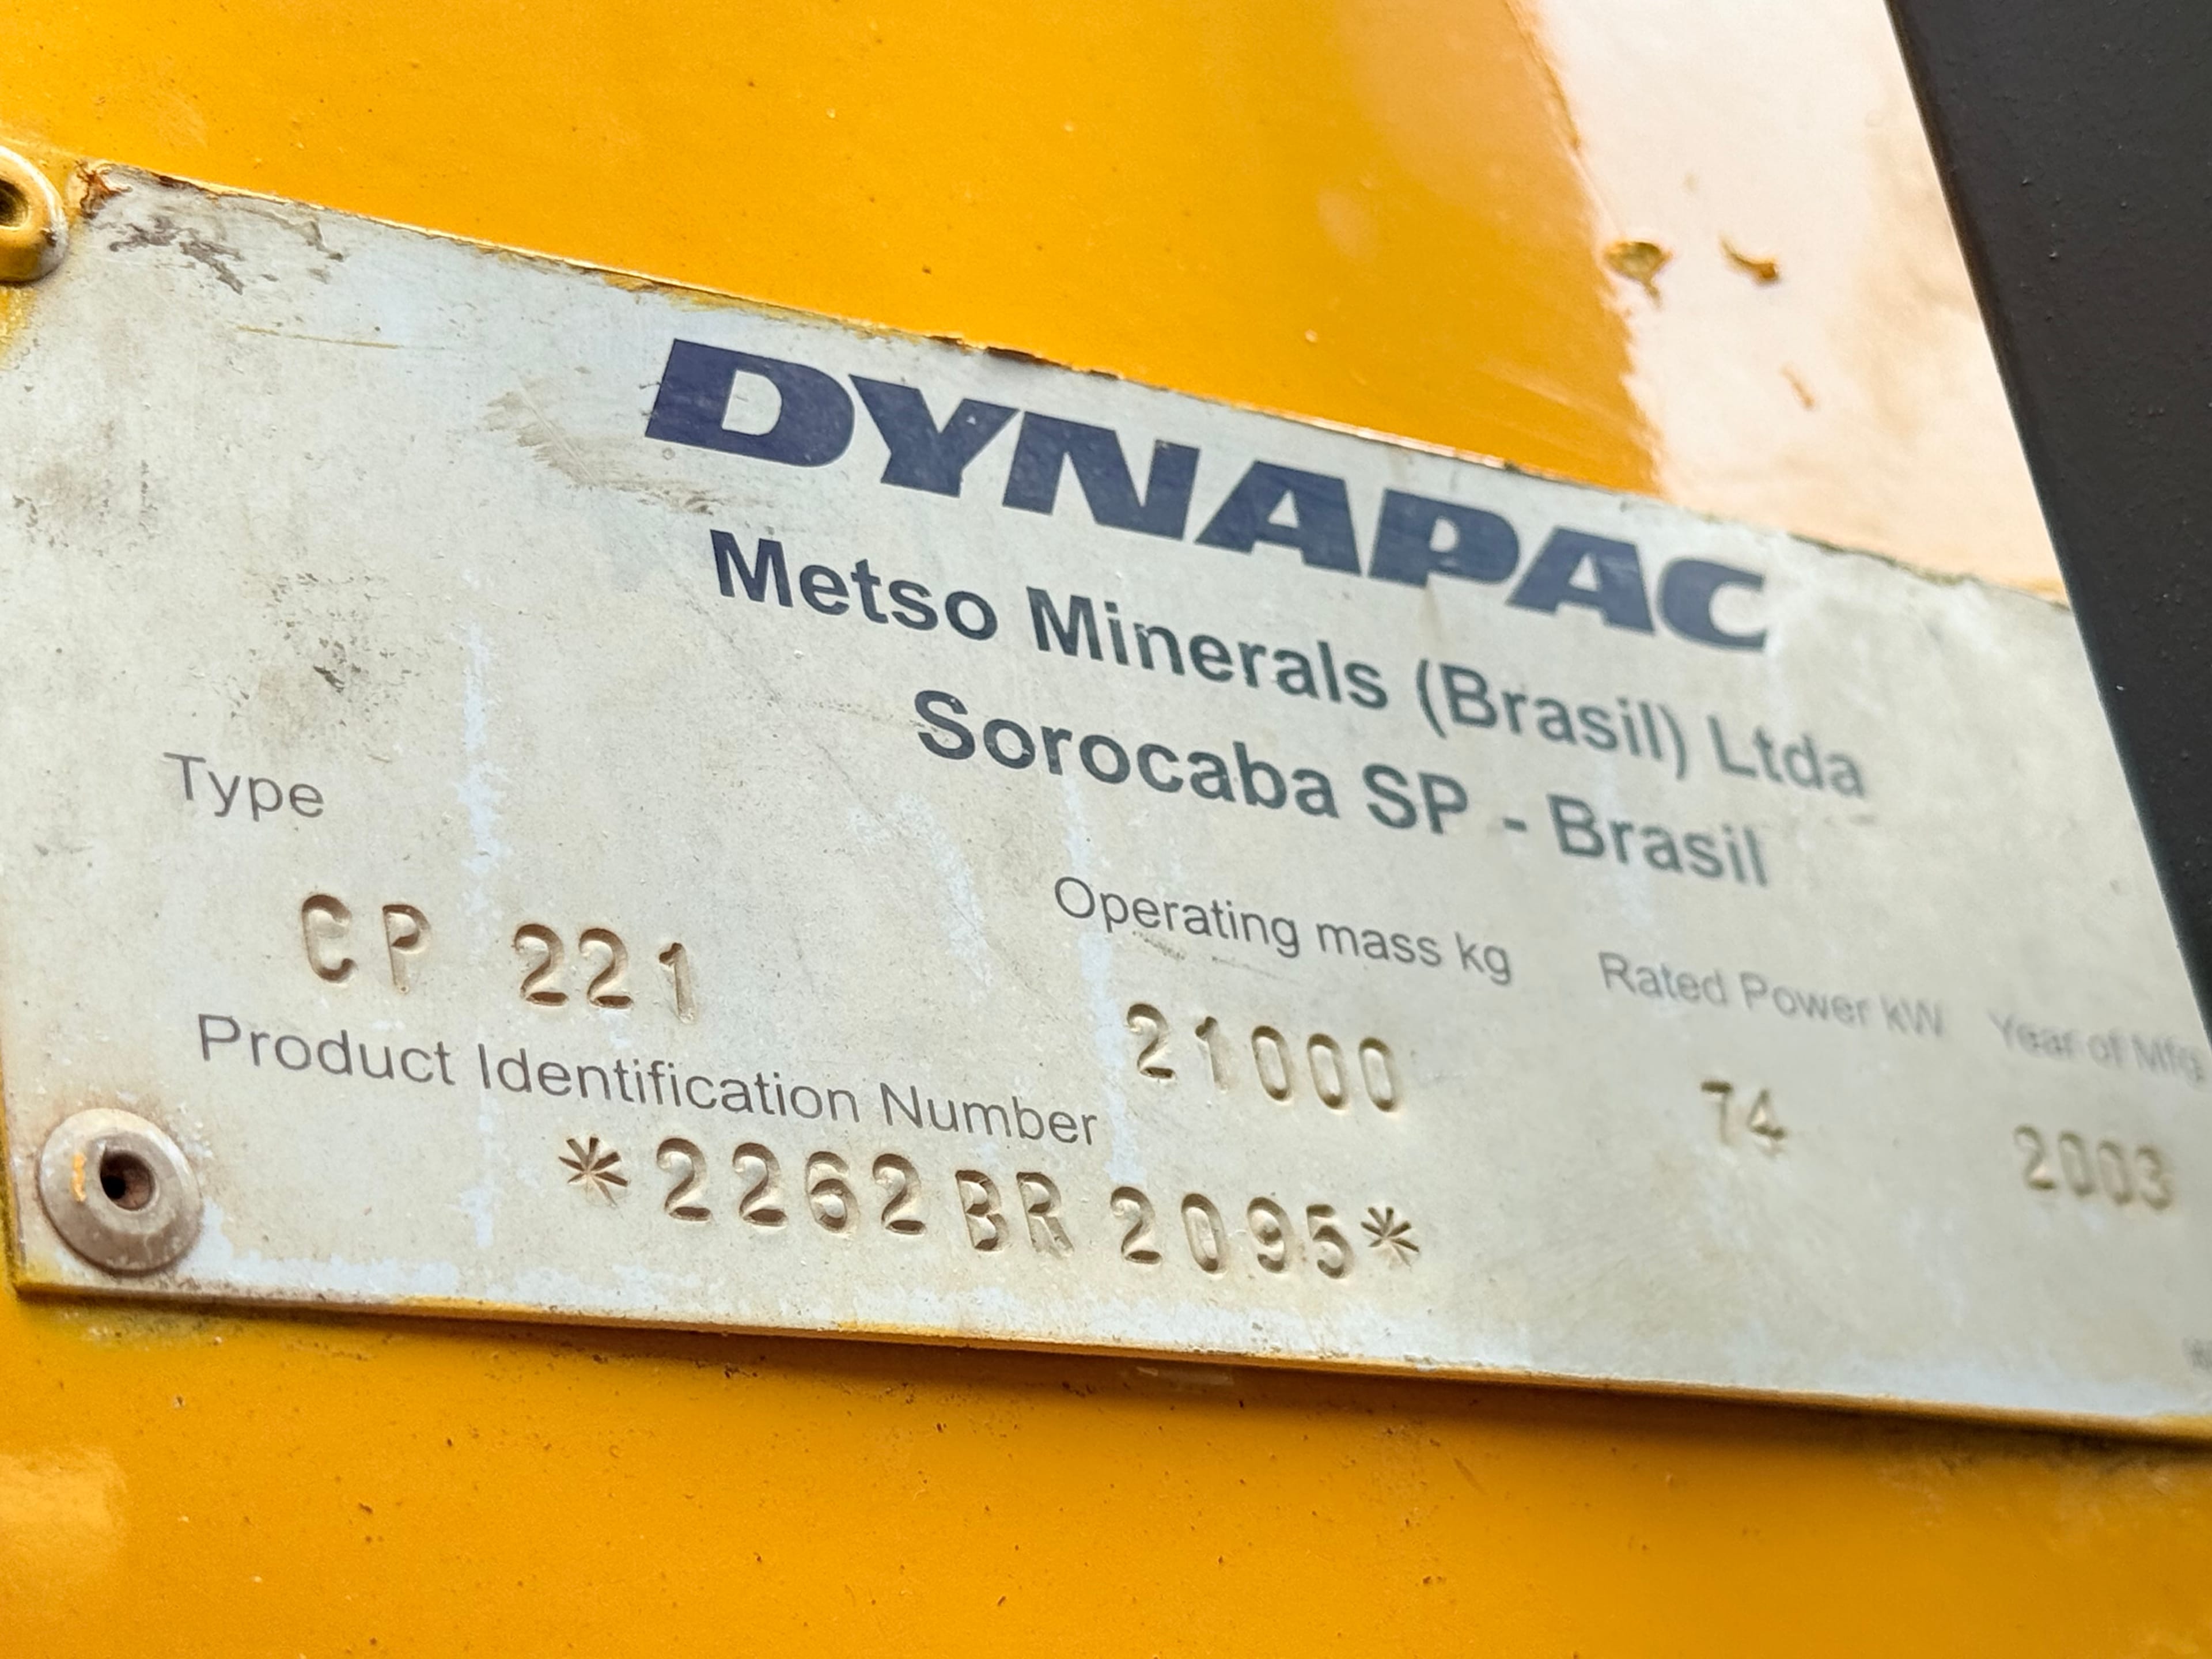 DYNAPAC
Metso Minerals (Brasil) Ltda
Sorocaba SP - Brasil
Type
Operating mass kg
Rated Power kW
Year of Mfg.
CP 221
21000
74
2003
Product Identification Number
*2262BR2095*